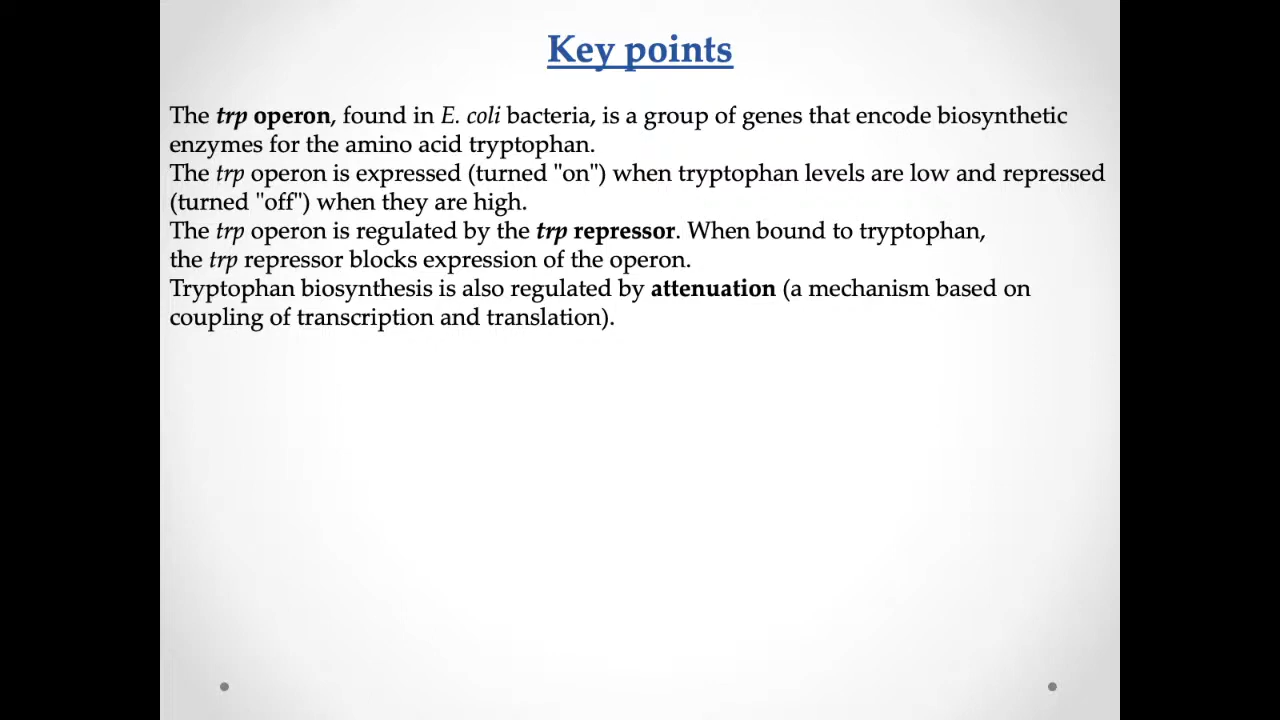 Key points
The trp operon, found in E. coli bacteria, is a group of genes that encode biosynthetic
enzymes for the amino acid tryptophan.
The trp operon is expressed (turned "on") when tryptophan levels are low and repressed
(turned "off") when they are high.
The trp operon is regulated by the trp repressor. When bound to tryptophan,
the trp repressor blocks expression of the operon.
Tryptophan biosynthesis is also regulated by attenuation (a mechanism based on
coupling of transcription and translation).